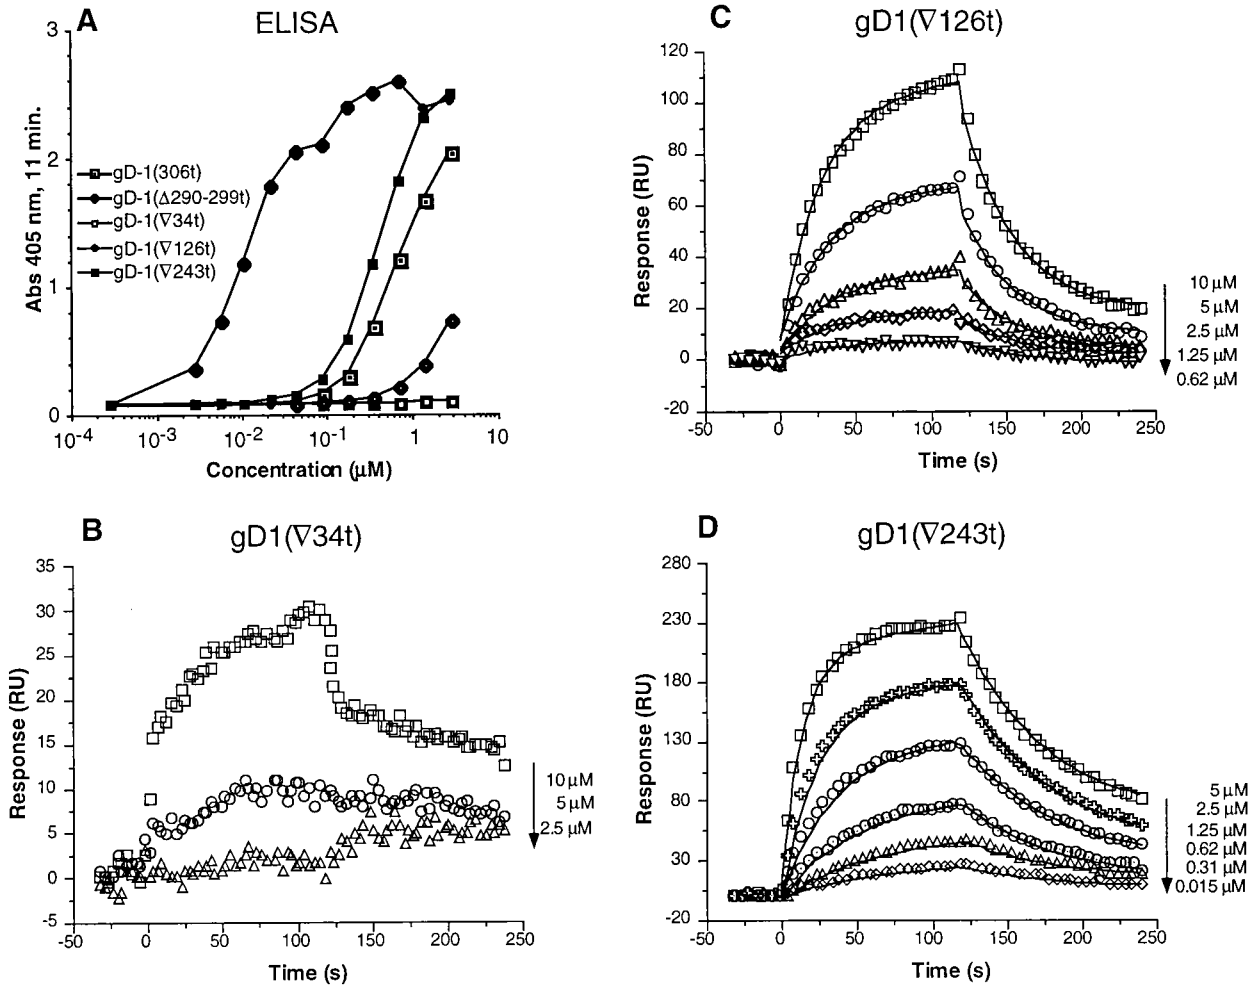 A
ELISA
3
2
1
0
Abs 405 nm, 11 min.
gD-1(306t)
gD-1(Δ290-299t)
gD-1(∇34t)
gD-1(∇126t)
gD-1(∇243t)
10⁻⁴ 10⁻³ 10⁻² 10⁻¹ 1 10
Concentration (µM)
B
gD1(∇34t)
35
30
25
20
15
10
5
0
-5
Response (RU)
10 µM
5 µM
2.5 µM
-50 0 50 100 150 200 250
Time (s)
C
gD1(∇126t)
120
100
80
60
40
20
0
-20
Response (RU)
10 µM
5 µM
2.5 µM
1.25 µM
0.62 µM
-50 0 50 100 150 200 250
Time (s)
D
gD1(∇243t)
280
230
180
130
80
30
-20
Response (RU)
5 µM
2.5 µM
1.25 µM
0.62 µM
0.31 µM
0.015 µM
-50 0 50 100 150 200 250
Time (s)